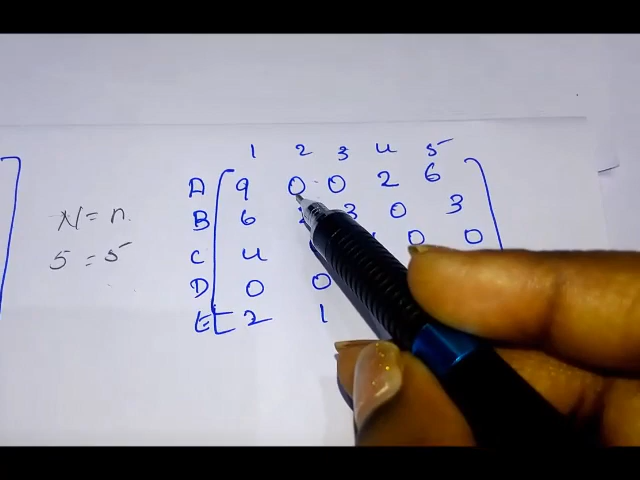 1 2 3 4 5
A 9 0 0 2 6
N = n. B 6 3 0 3
5 = 5 C 4 0 0
D 0 0
E 2 1